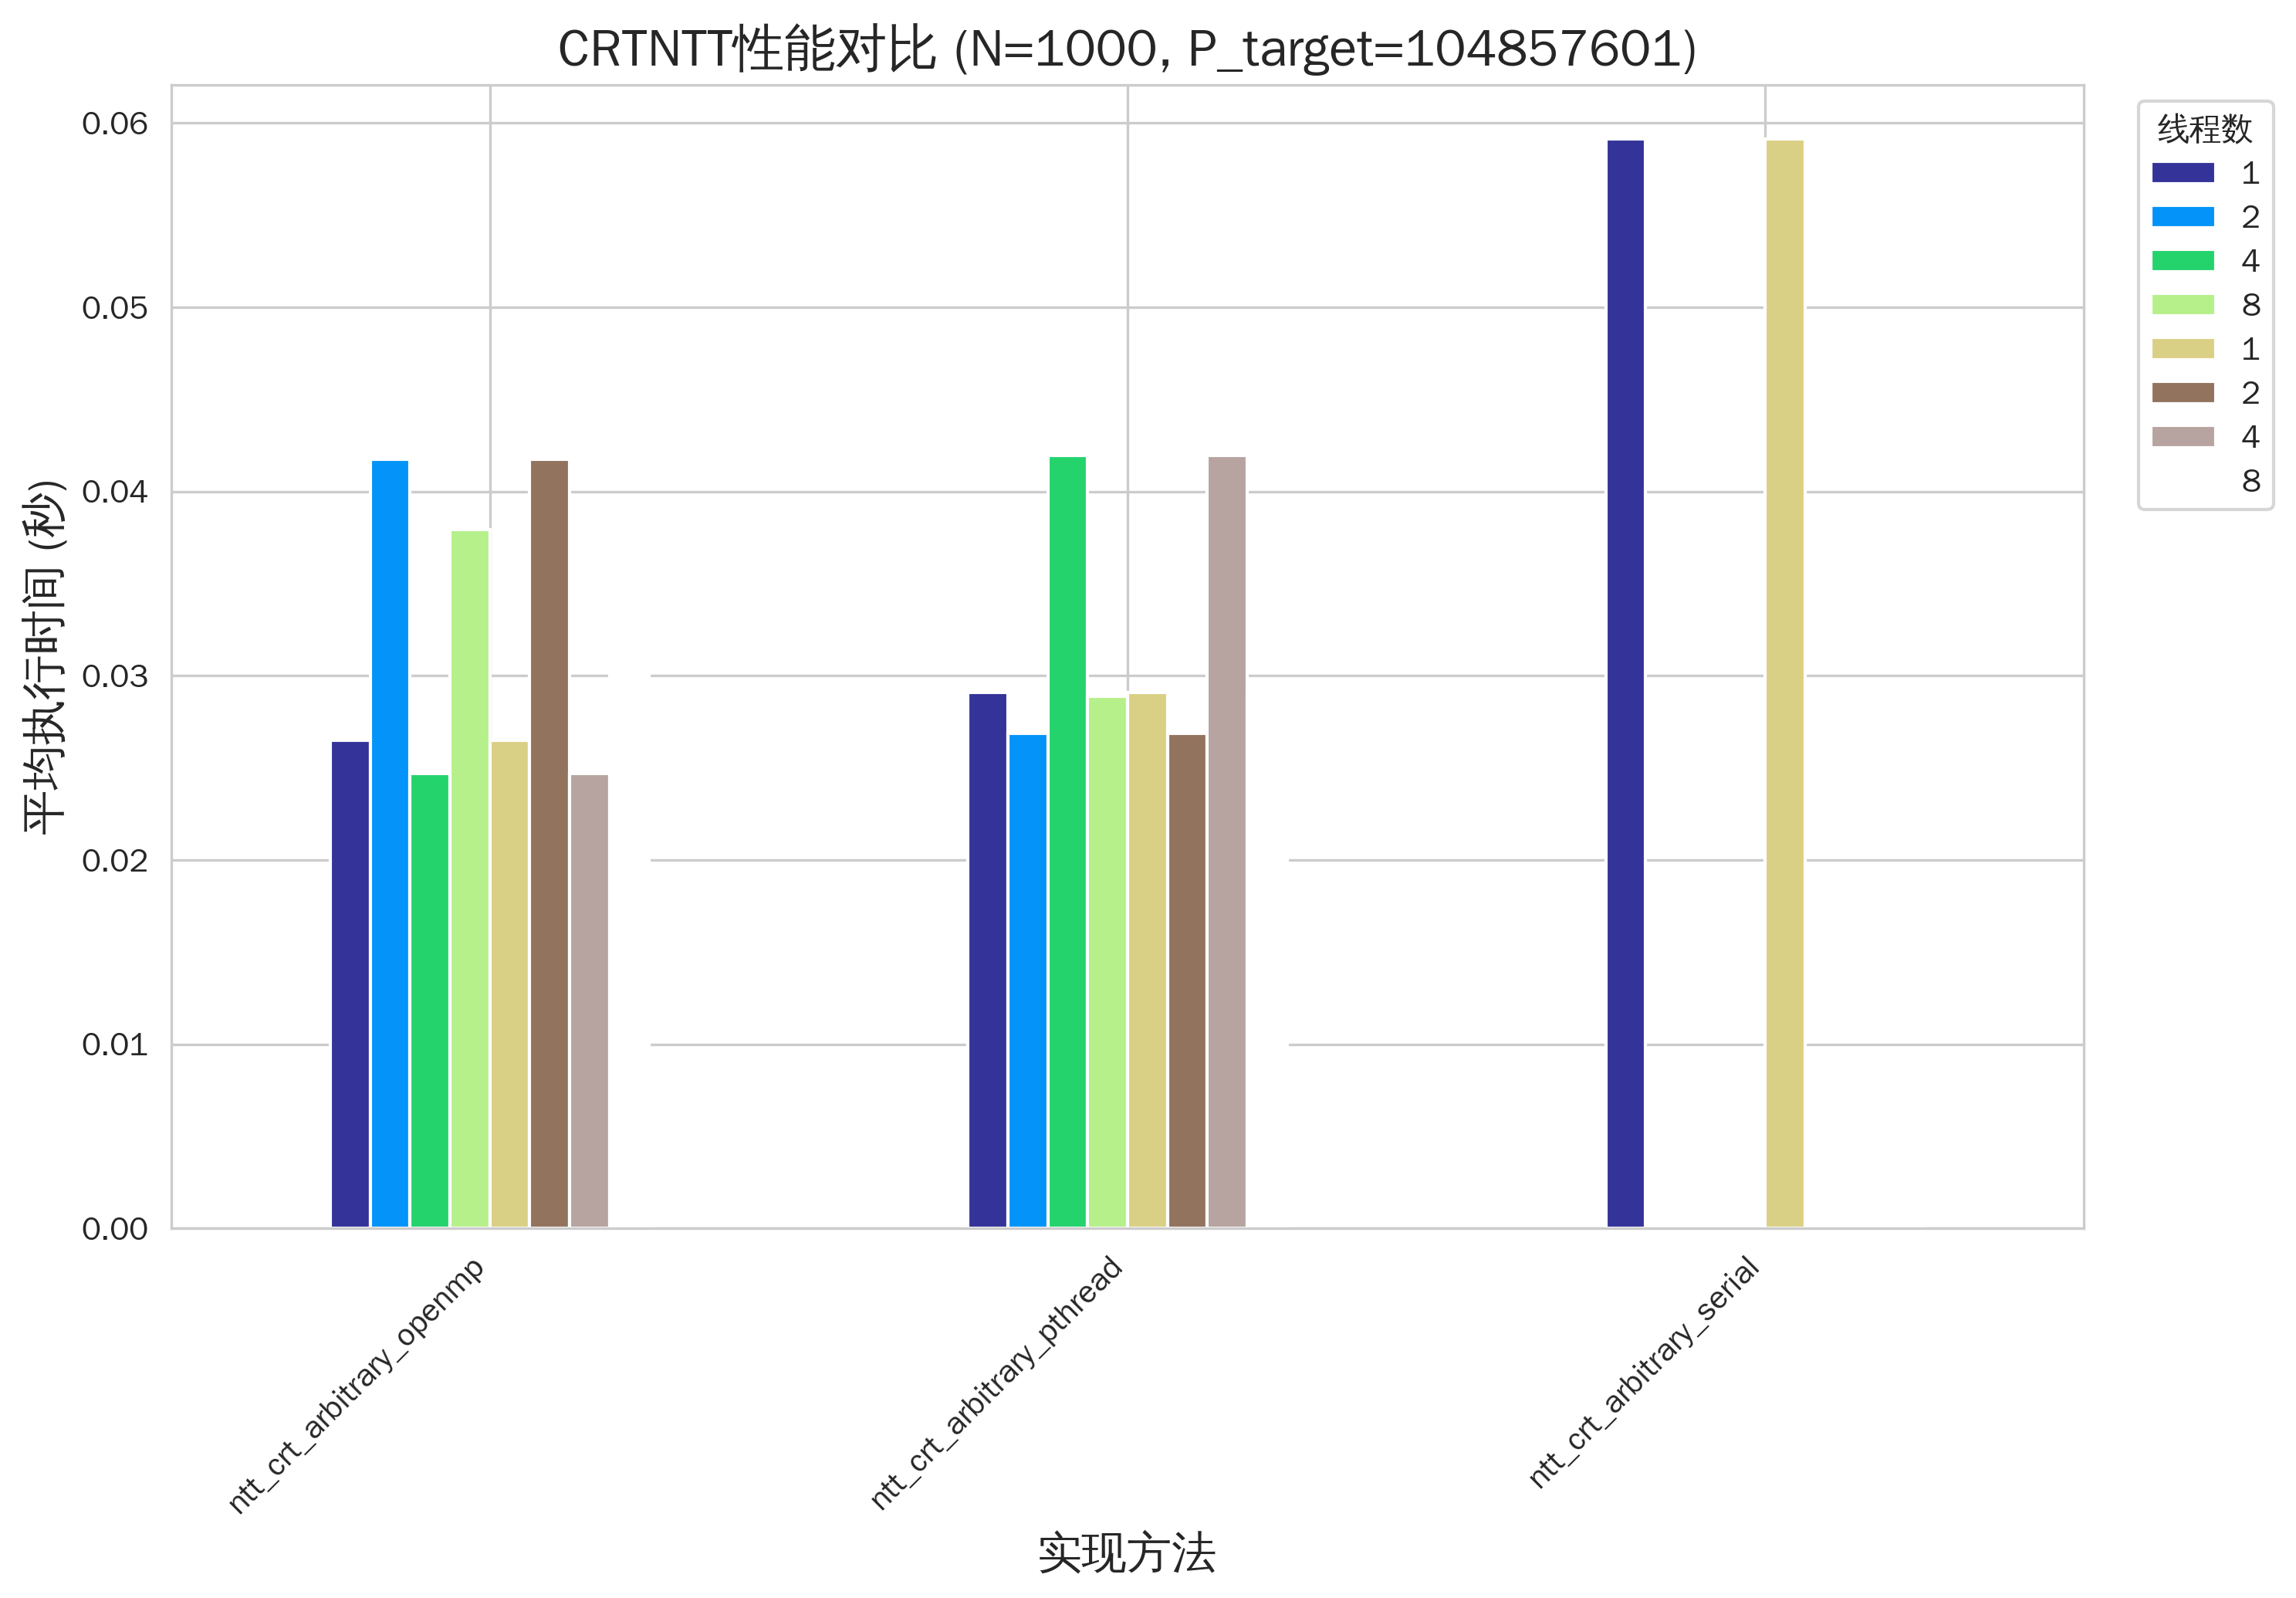 CRTNTT性能对比 (N=1000, P_target=104857601)
平均执行时间 (秒)
0.06
0.05
0.04
0.03
0.02
0.01
0.00
线程数
1
2
4
8
1
2
4
8
ntt_crt_arbitrary_openmp
ntt_crt_arbitrary_pthread
ntt_crt_arbitrary_serial
实现方法